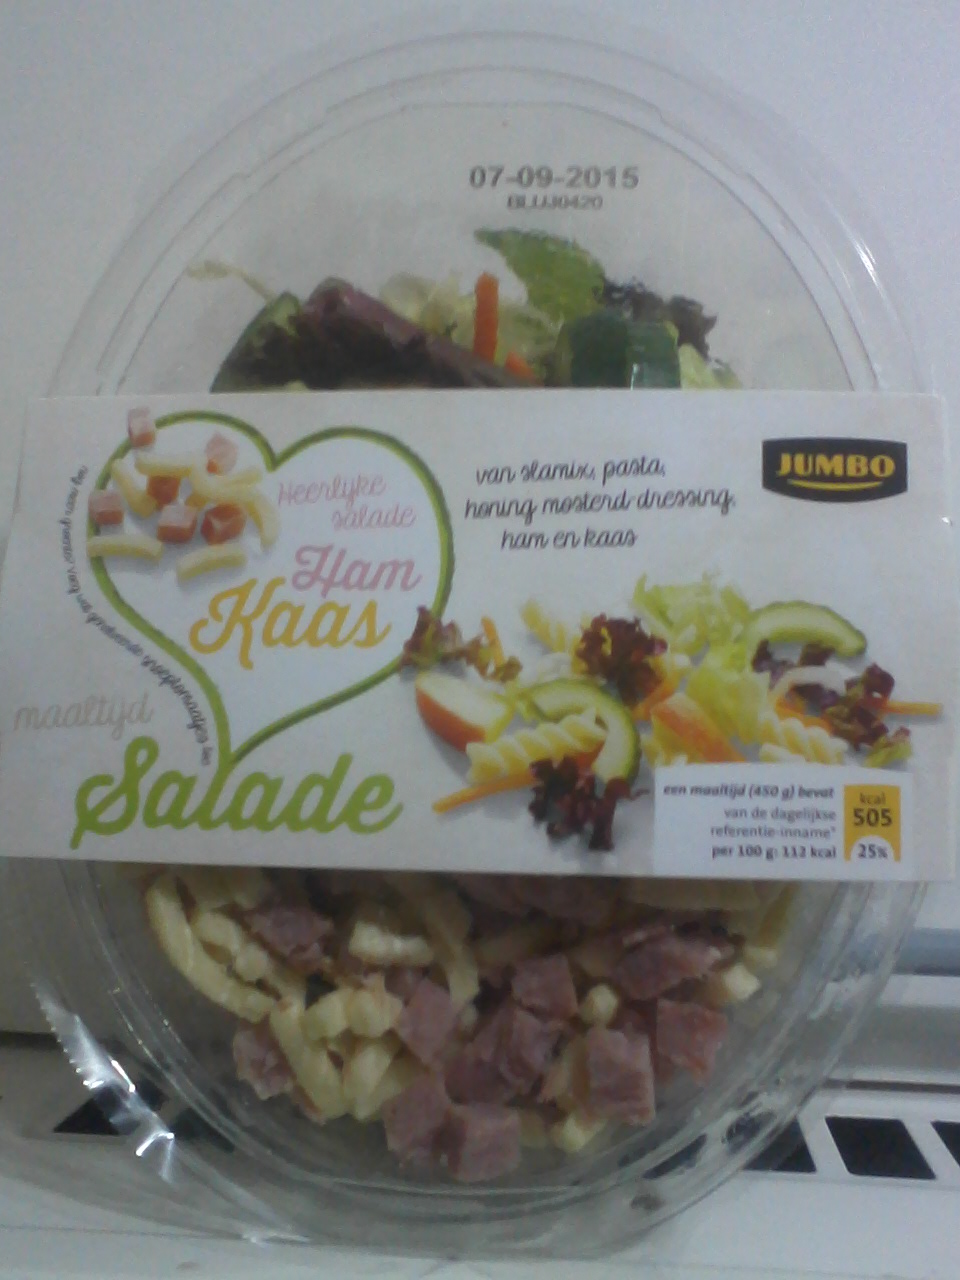 07-09-2015
Heerlijke
salade
Ham
Kaas
maaltijd
Salade
van slamix, pasta,
honing mosterd-dressing,
ham en kaas
JUMBO
een maaltijd (450 g) bevat
van de dagelijkse
referentie-inname*
per 100 g: 112 kcal
kcal
505
25%